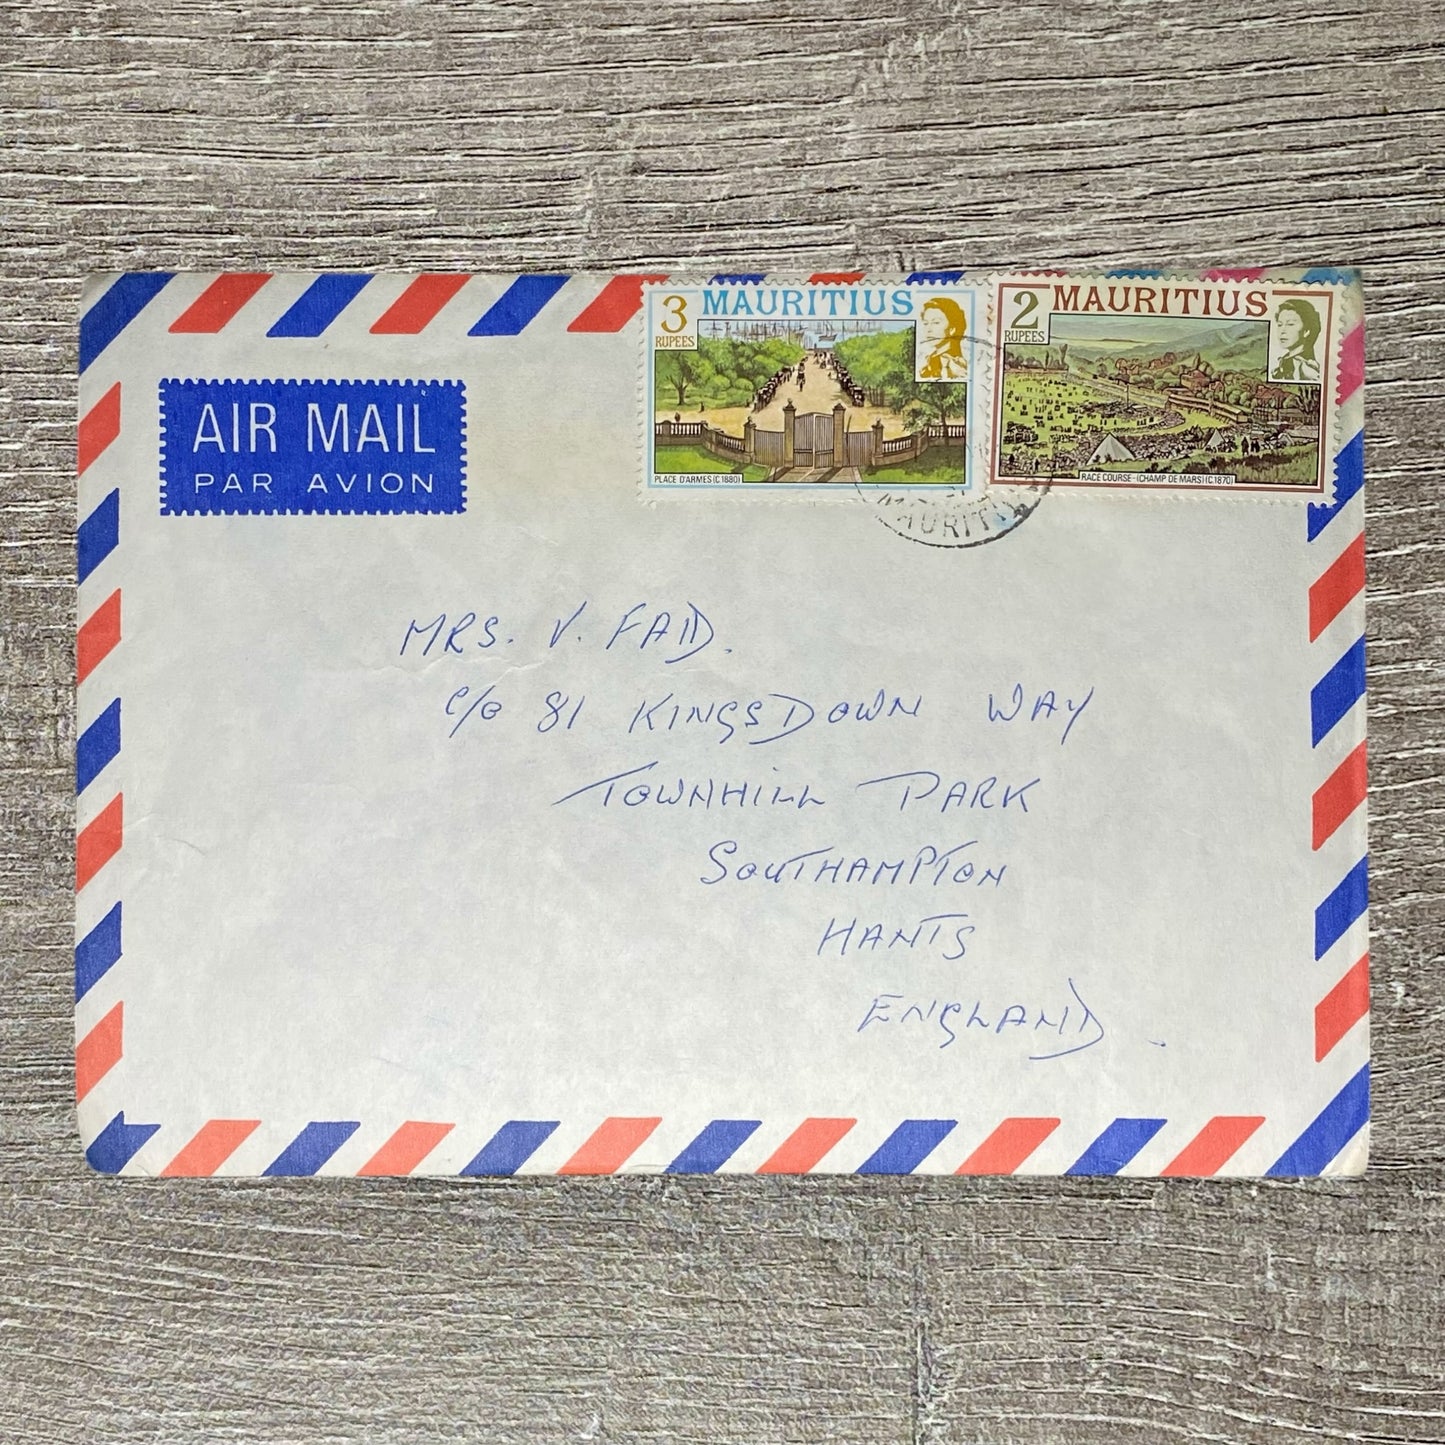 AIR MAIL
PAR AVION
3 MAURITIUS
RUPEES
PLACE D'ARMES (C.1880)
2 MAURITIUS
RUPEES
RACE COURSE-(CHAMP DE MARS)(C.1870)
MAURITIUS
MRS. V. FAID.
c/o 81 KINGSDOWN WAY
TOWNHILL PARK
SOUTHAMPTON
HANTS
ENGLAND.